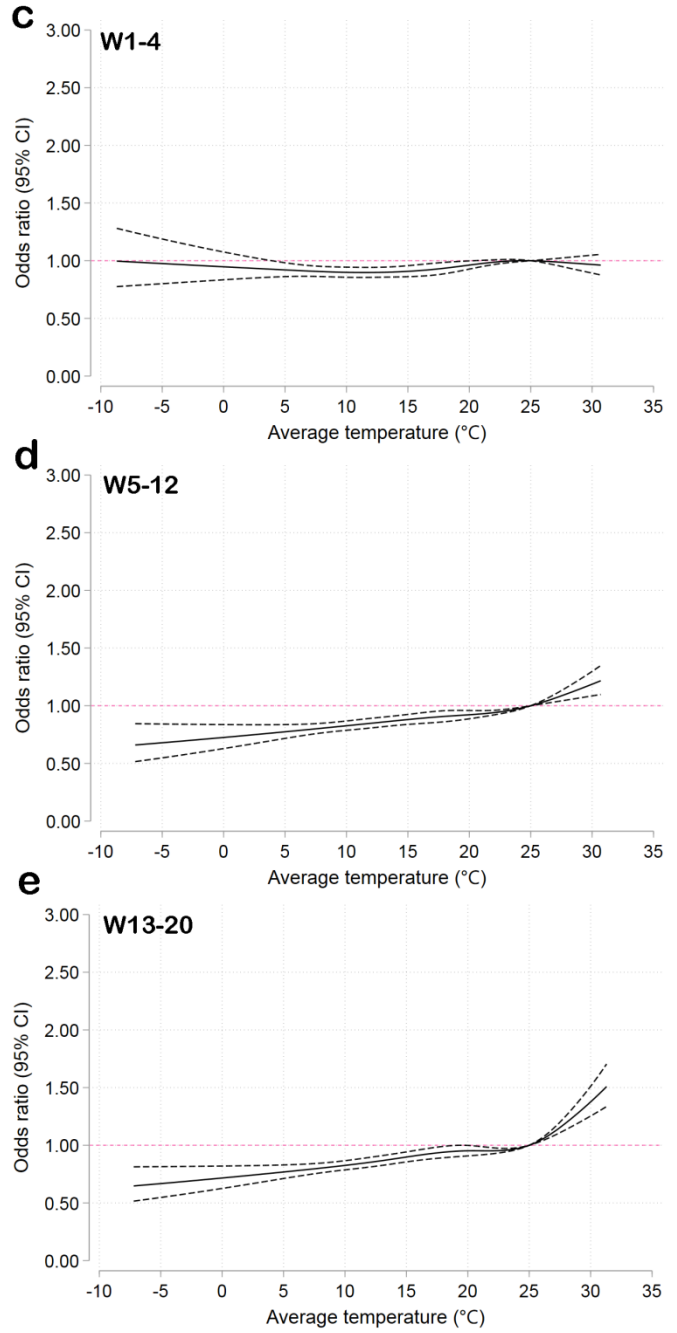 c
W1-4
Odds ratio (95% CI)
3.00
2.50
2.00
1.50
1.00
0.50
0.00
-10 -5 0 5 10 15 20 25 30 35
Average temperature (°C)
d
W5-12
Odds ratio (95% CI)
3.00
2.50
2.00
1.50
1.00
0.50
0.00
-10 -5 0 5 10 15 20 25 30 35
Average temperature (°C)
e
W13-20
Odds ratio (95% CI)
3.00
2.50
2.00
1.50
1.00
0.50
0.00
-10 -5 0 5 10 15 20 25 30 35
Average temperature (°C)